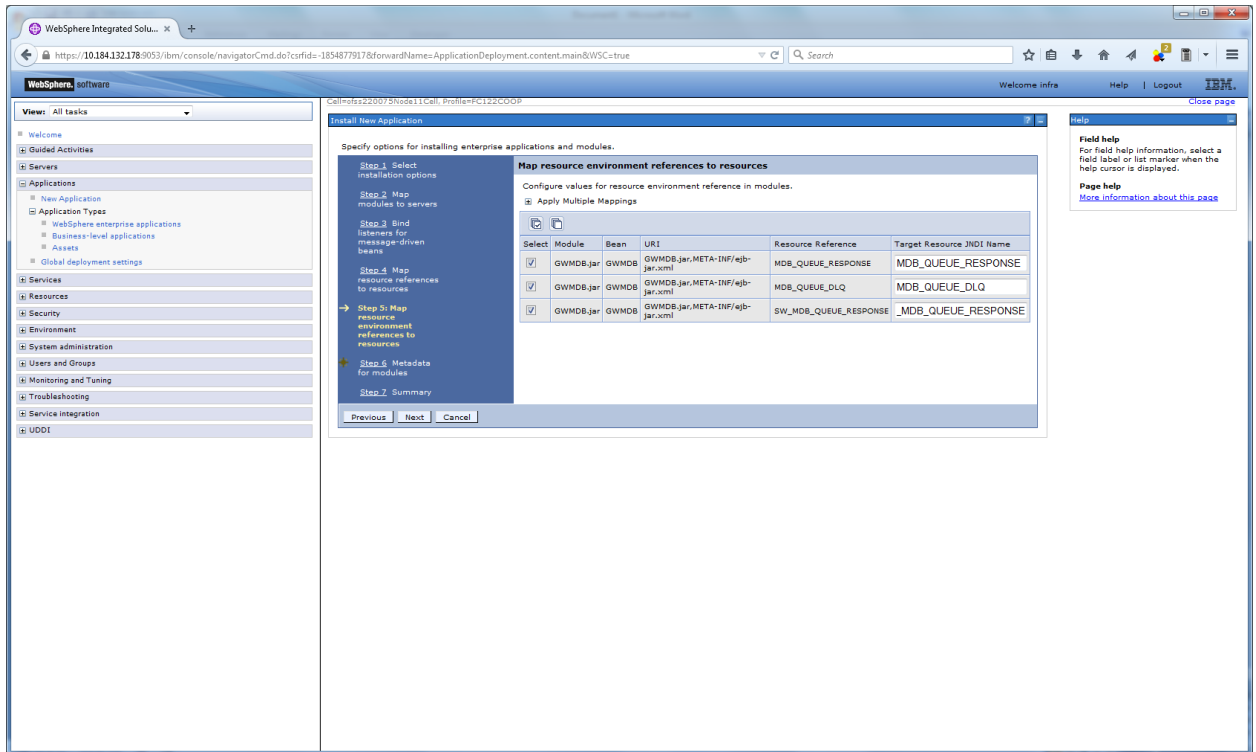 WebSphere Integrated Solu...
https://10.184.132.178:9053/ibm/console/navigatorCmd.do?csrfid=-1854877917&forwardName=ApplicationDeployment.content.main&WSC=true
Search
2
WebSphere. software
Welcome infra
Help | Logout
IBM.
View: All tasks
Welcome
Guided Activities
Servers
Applications
New Application
Application Types
WebSphere enterprise applications
Business-level applications
Assets
Global deployment settings
Services
Resources
Security
Environment
System administration
Users and Groups
Monitoring and Tuning
Troubleshooting
Service integration
UDDI
Cell=ofss220075Node11Cell, Profile=FC122COOP
Close page
Install New Application
?
Specify options for installing enterprise applications and modules.
Step 1 Select
installation options
Step 2 Map
modules to servers
Step 3 Bind
listeners for
message-driven
beans
Step 4 Map
resource references
to resources
Step 5: Map
resource
environment
references to
resources
Step 6 Metadata
for modules
Step 7 Summary
Map resource environment references to resources
Configure values for resource environment reference in modules.
Apply Multiple Mappings
Select Module Bean URI Resource Reference Target Resource JNDI Name
GWMDB.jar GWMDB GWMDB.jar,META-INF/ejb-
jar.xml MDB_QUEUE_RESPONSE MDB_QUEUE_RESPONSE
GWMDB.jar GWMDB GWMDB.jar,META-INF/ejb-
jar.xml MDB_QUEUE_DLQ MDB_QUEUE_DLQ
GWMDB.jar GWMDB GWMDB.jar,META-INF/ejb-
jar.xml SW_MDB_QUEUE_RESPONSE _MDB_QUEUE_RESPONSE
Previous Next Cancel
Help
Field help
For field help information, select a
field label or list marker when the
help cursor is displayed.
Page help
More information about this page